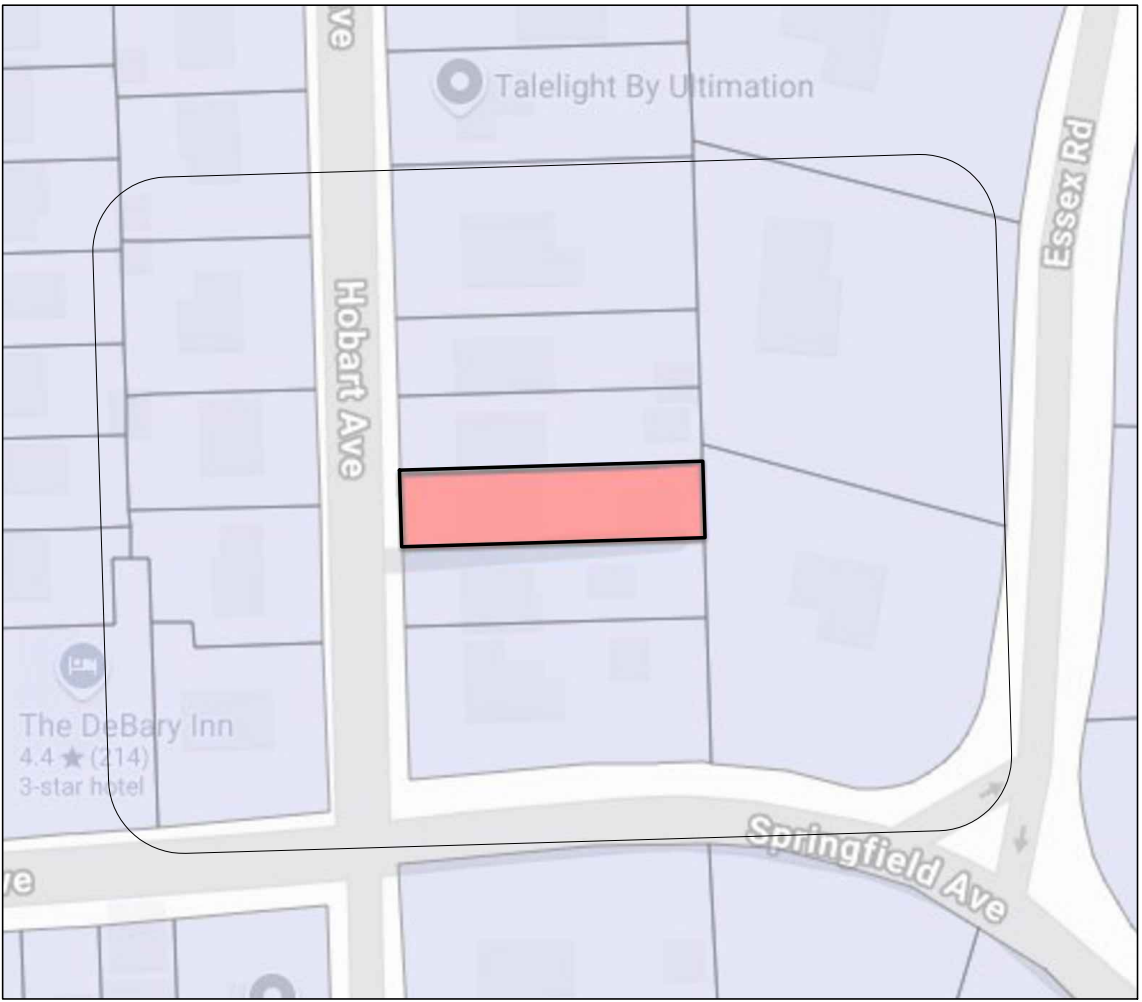 ve
Talelight By Ultimation
Essex Rd
Hobart Ave
The DeBary Inn
4.4 ★ (214)
3-star hotel
Springfield Ave
ve